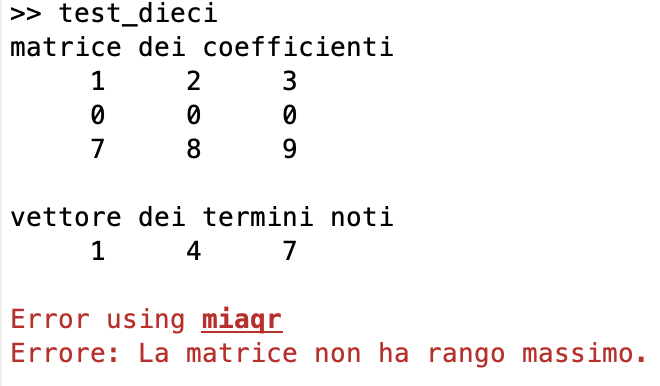 >> test_dieci
matrice dei coefficienti
1 2 3
0 0 0
7 8 9
vettore dei termini noti
1 4 7
Error using miaqr
Errore: La matrice non ha rango massimo.